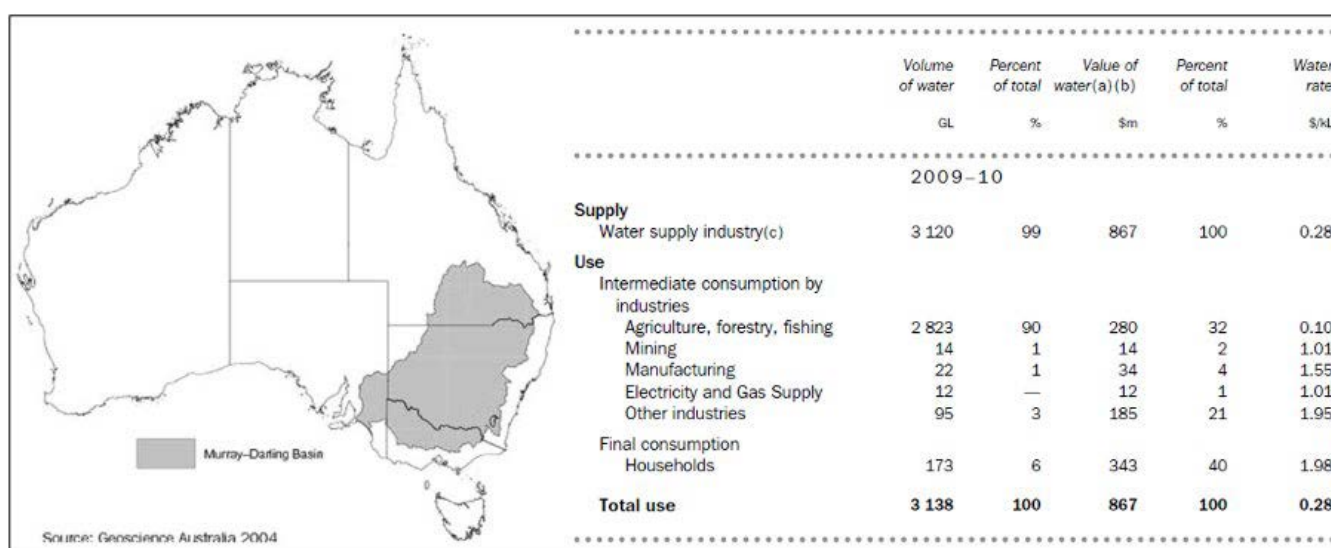 Murray–Darling Basin
Source: Geoscience Australia 2004
Volume of water Percent of total Value of water(a)(b) Percent of total Water rate
GL % $m % $/kL
2009–10
Supply
Water supply industry(c) 3 120 99 867 100 0.28
Use
Intermediate consumption by
industries
Agriculture, forestry, fishing 2 823 90 280 32 0.10
Mining 14 1 14 2 1.01
Manufacturing 22 1 34 4 1.55
Electricity and Gas Supply 12 — 12 1 1.01
Other industries 95 3 185 21 1.95
Final consumption
Households 173 6 343 40 1.98
Total use 3 138 100 867 100 0.28